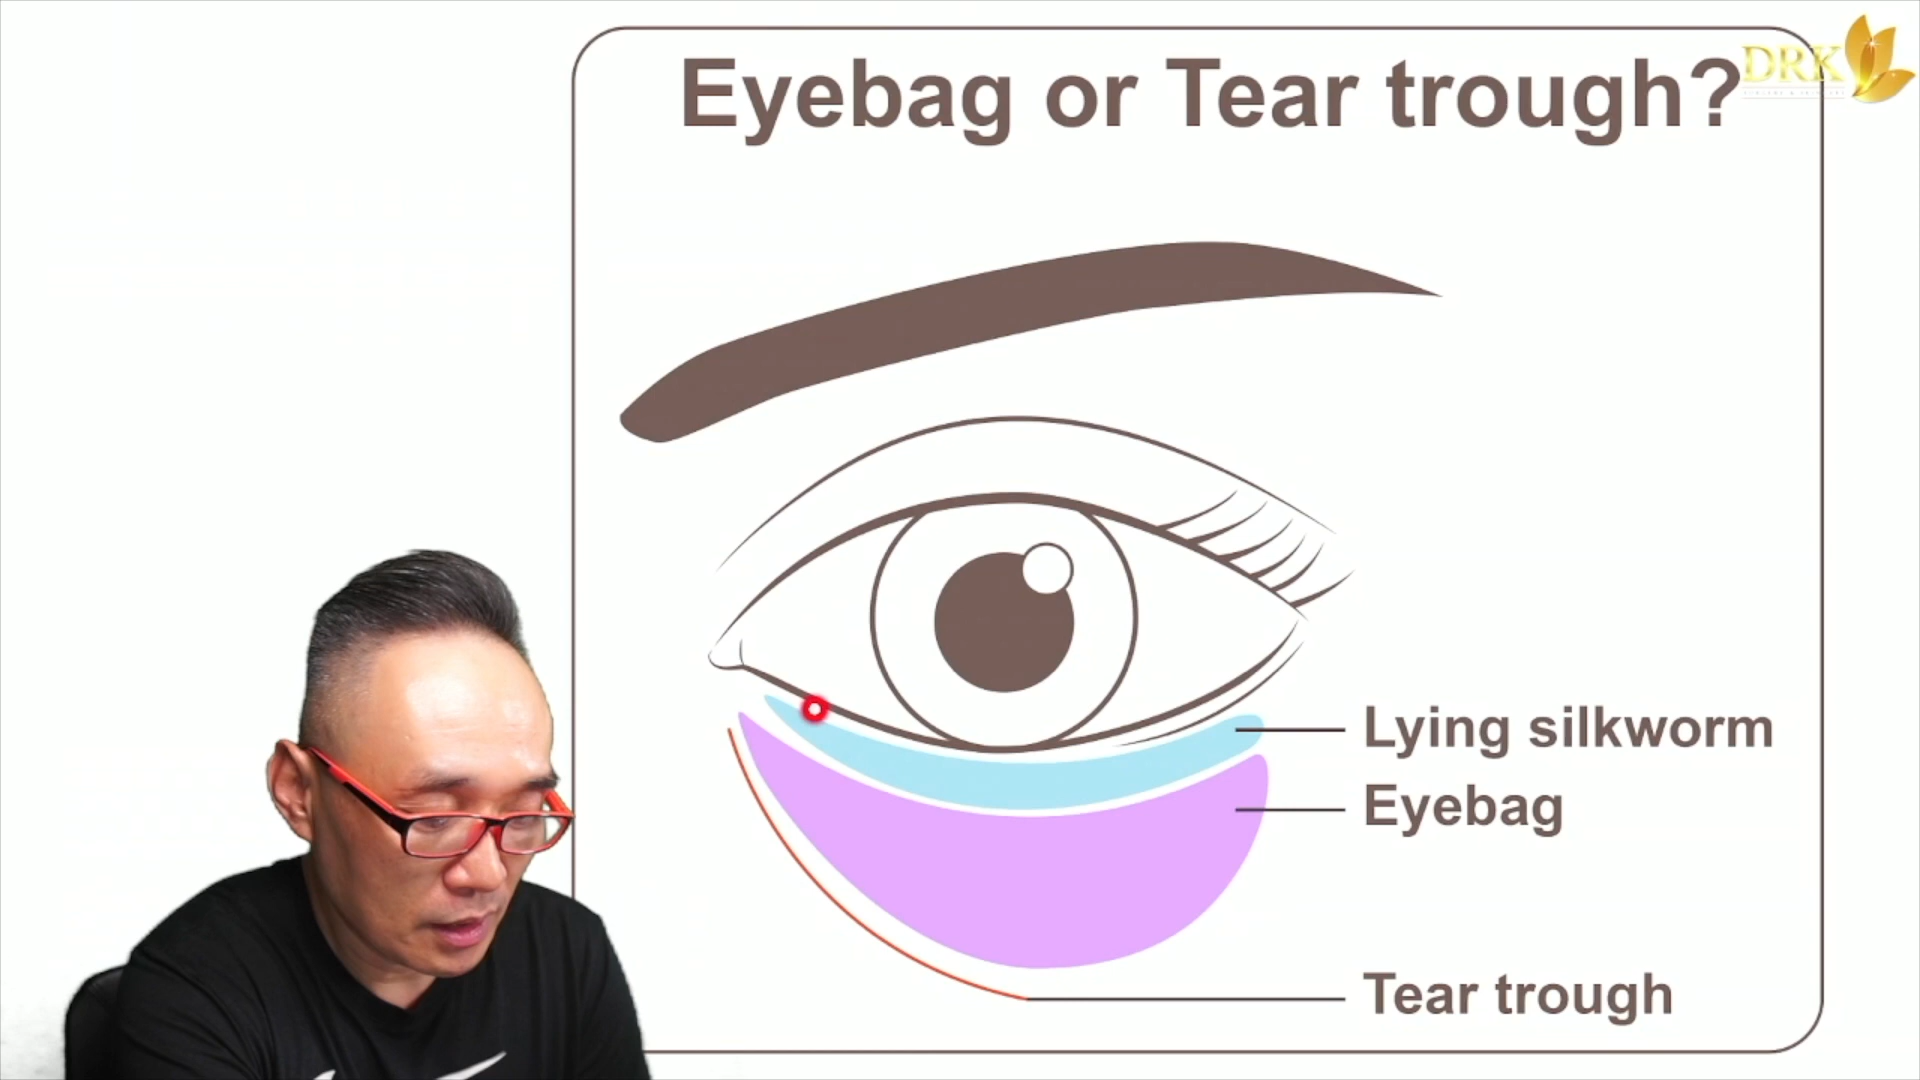 Eyebag or Tear trough?
DRK
Lying silkworm
Eyebag
Tear trough